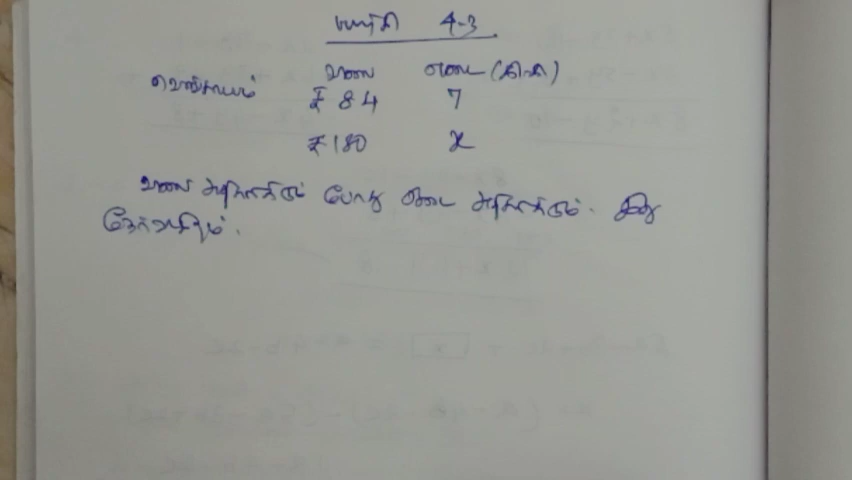 பயிற்சி 4-3
வெங்காயம் விலை எடை (கி.கி)
₹ 84 7
₹ 180 x
விலை அதிகரிக்கும் போது எடை அதிகரிக்கும். இது
நேர்மாறலும்.